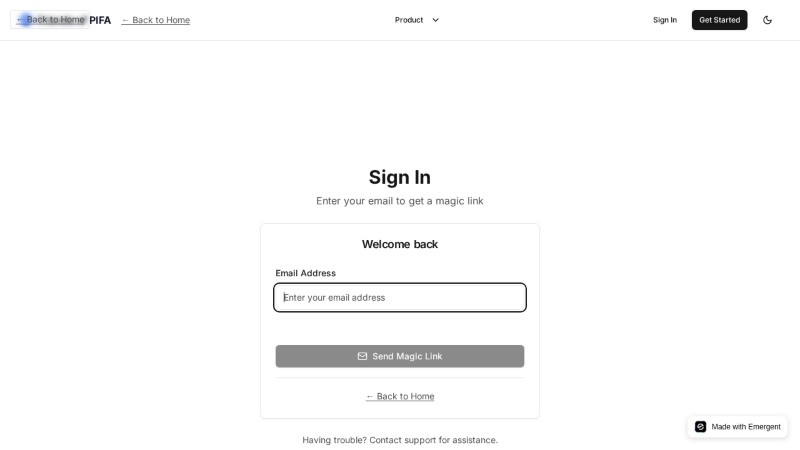 ← Back to Home PIFA ← Back to Home Product Sign In Get Started
Sign In
Enter your email to get a magic link
Welcome back
Email Address
Enter your email address
Send Magic Link
← Back to Home
Made with Emergent
Having trouble? Contact support for assistance.